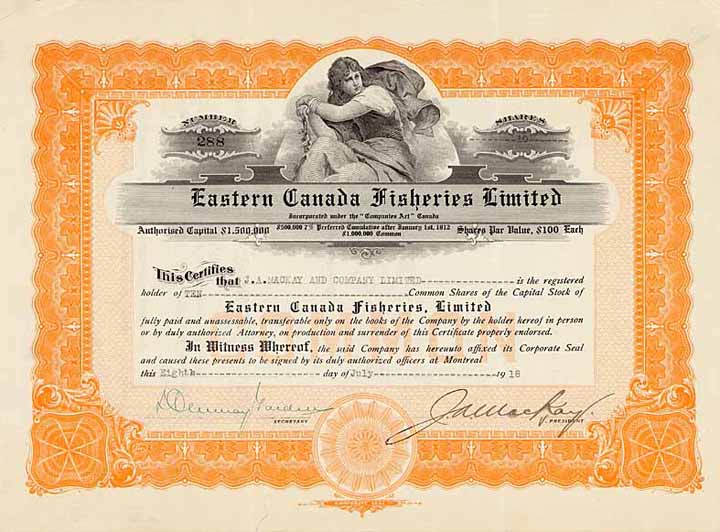 NUMBER
288
SHARES
-10-
Eastern Canada Fisheries Limited
Incorporated under the "Companies Act" Canada
Authorised Capital $1,500,000
$500,000 7% Preferred Cumulative after January 1st, 1912
$1,000,000 Common
Shares Par Value, $100 Each
This Certifies
that J.A.MACKAY AND COMPANY LIMITED------------is the registered
holder of TEN------------Common Shares of the Capital Stock of
Eastern Canada Fisheries, Limited
fully paid and unassessable, transferable only on the books of the Company by the holder hereof in person
or by duly authorized Attorney, on production and surrender of this Certificate properly endorsed.
In Witness Whereof, the said Company has hereunto affixed its Corporate Seal
and caused these presents to be signed by its duly authorized officers at Montreal
this Eighth------------day of July------------1918
J.A. MacKay.
SECRETARY
PRESIDENT